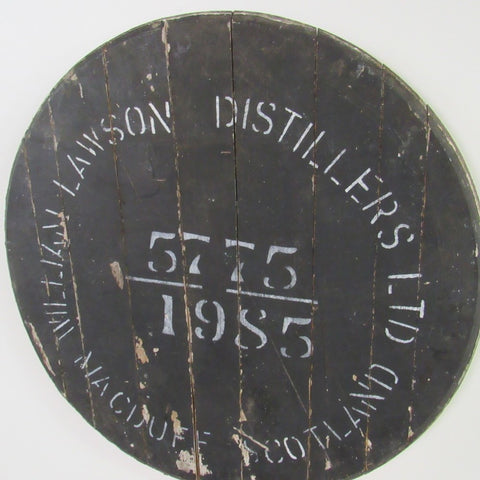 WILLIAM LAWSON DISTILLERS LTD
5775
1985
MACDUFF SCOTLAND